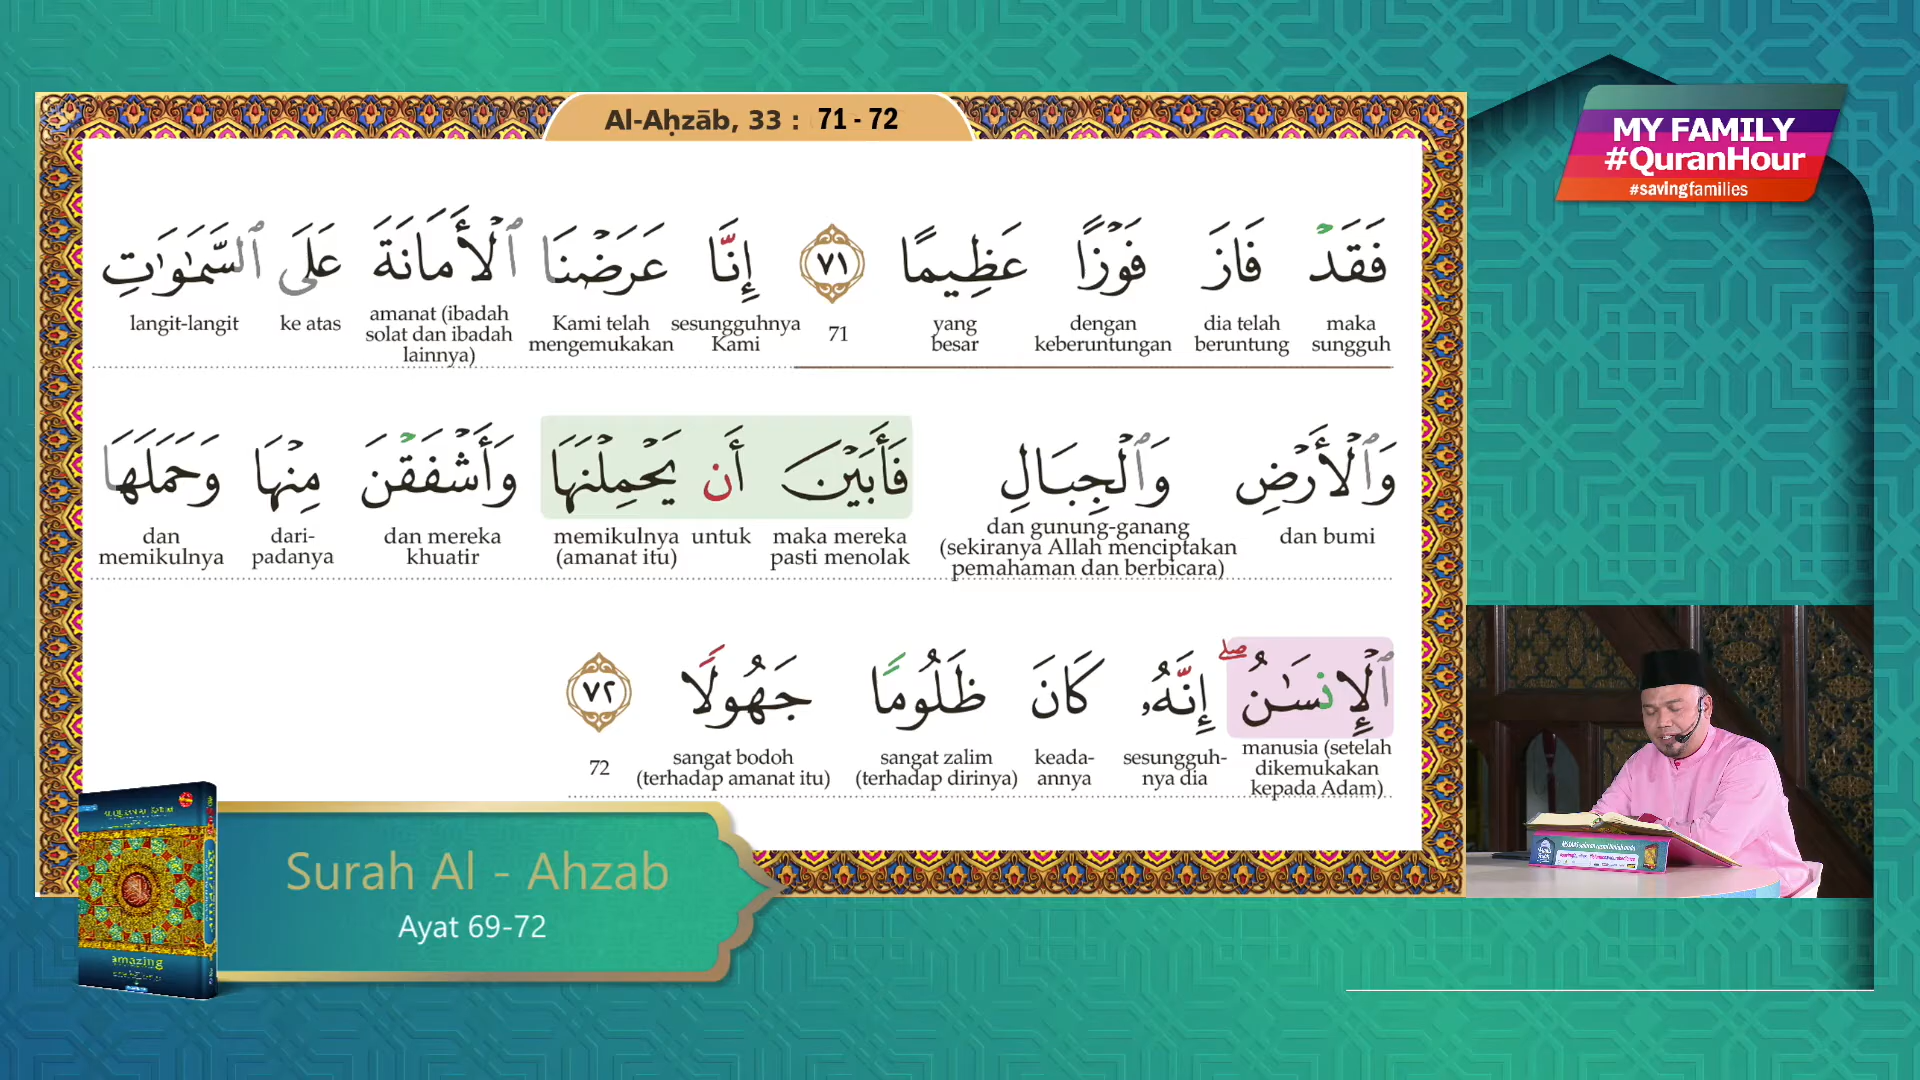 Al-Aḥzāb, 33 : 71 - 72
MY FAMILY
#QuranHour
#savingfamilies
فَقَدۡ فَازَ فَوۡزًا عَظِيمًا ٧١ إِنَّا عَرَضۡنَا ٱلۡأَمَانَةَ عَلَى ٱلسَّمَٰوَٰتِ
maka sungguh
dia telah beruntung
dengan keberuntungan
yang besar
71
sesungguhnya Kami
Kami telah mengemukakan
amanat (ibadah solat dan ibadah lainnya)
ke atas
langit-langit
وَٱلۡأَرۡضِ وَٱلۡجِبَالِ فَأَبَيۡنَ أَن يَحۡمِلۡنَهَا وَأَشۡفَقۡنَ مِنۡهَا وَحَمَلَهَا
dan bumi
dan gunung-ganang (sekiranya Allah menciptakan pemahaman dan berbicara)
maka mereka pasti menolak
untuk
memikulnya (amanat itu)
dan mereka khuatir
dari-padanya
dan memikulnya
ٱلۡإِنسَٰنُۖ إِنَّهُۥ كَانَ ظَلُومًا جَهُولًا ٧٢
manusia (setelah dikemukakan kepada Adam)
sesungguh-nya dia
keada-annya
sangat zalim (terhadap dirinya)
sangat bodoh (terhadap amanat itu)
72
Surah Al - Ahzab
Ayat 69-72
amazing